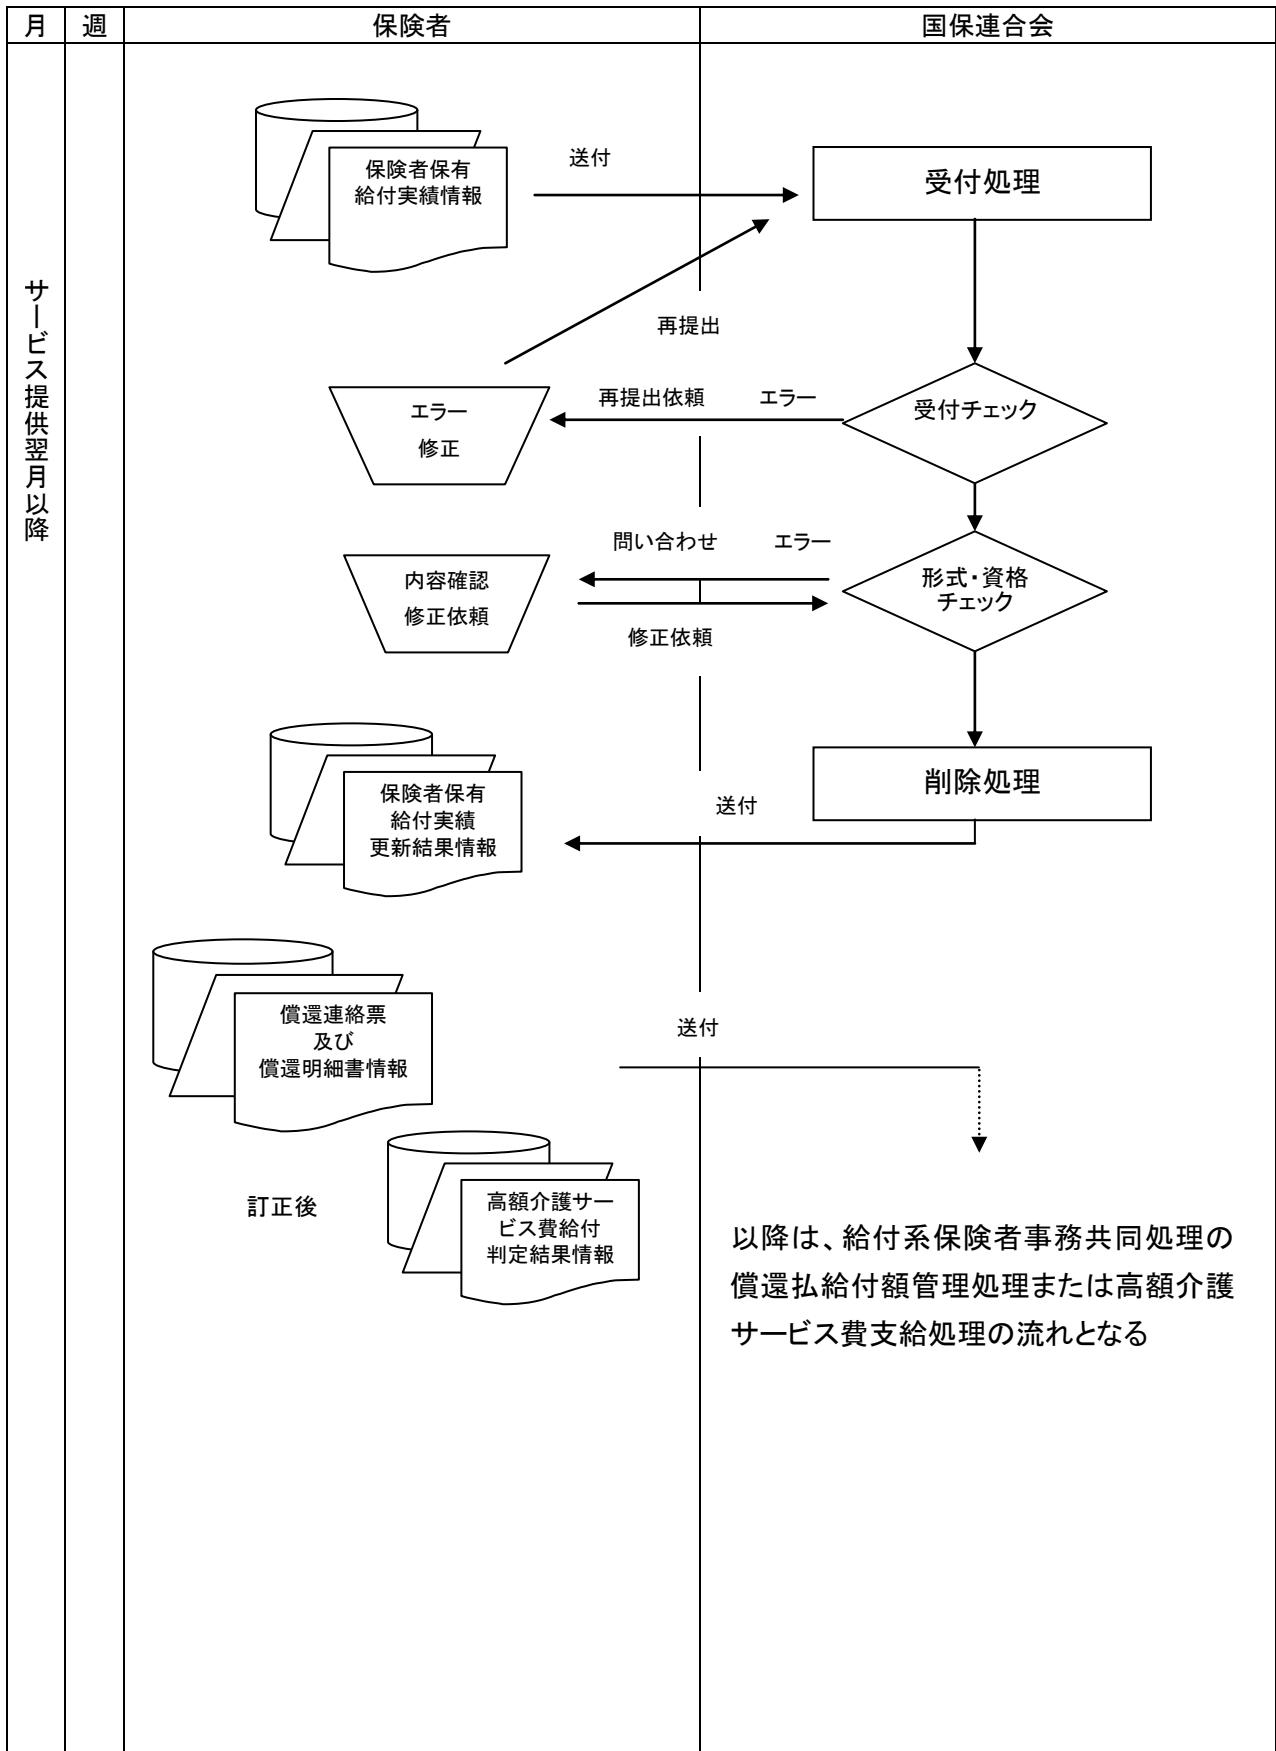 月 週 保険者 国保連合会
サービス提供翌月以降
保険者保有
給付実績情報
送付
受付処理
再提出
エラー
修正
再提出依頼 エラー
受付チェック
問い合わせ エラー
内容確認
修正依頼
形式・資格
チェック
修正依頼
保険者保有
給付実績
更新結果情報
送付
削除処理
償還連絡票
及び
償還明細書情報
送付
訂正後
高額介護サー
ビス費給付
判定結果情報
以降は、給付系保険者事務共同処理の
償還払給付額管理処理または高額介護
サービス費支給処理の流れとなる